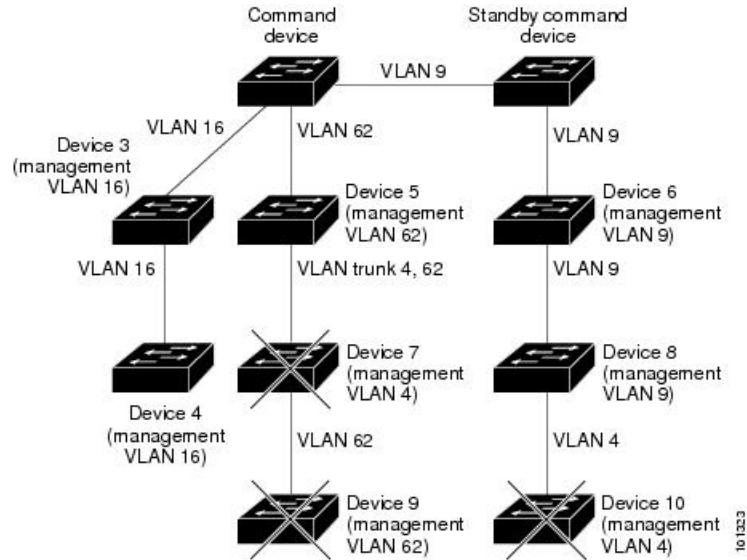 Command
device
Standby command
device
VLAN 9
VLAN 16
VLAN 62
VLAN 9
Device 3
(management
VLAN 16)
Device 5
(management
VLAN 62)
Device 6
(management
VLAN 9)
VLAN 16
VLAN trunk 4, 62
VLAN 9
Device 4
(management
VLAN 16)
Device 7
(management
VLAN 4)
Device 8
(management
VLAN 9)
VLAN 62
VLAN 4
Device 9
(management
VLAN 62)
Device 10
(management
VLAN 4)
101323